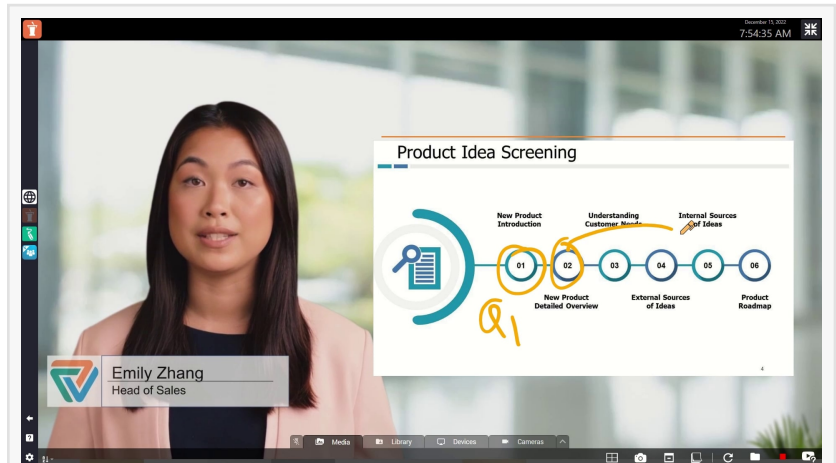 December 15, 2022
7:54:35 AM
Product Idea Screening
New Product
Introduction
Understanding
Customer Needs
Internal Sources
of Ideas
01
02
03
04
05
06
New Product
Detailed Overview
External Sources
of Ideas
Product
Roadmap
Q1
4
Emily Zhang
Head of Sales
Media
Library
Devices
Cameras